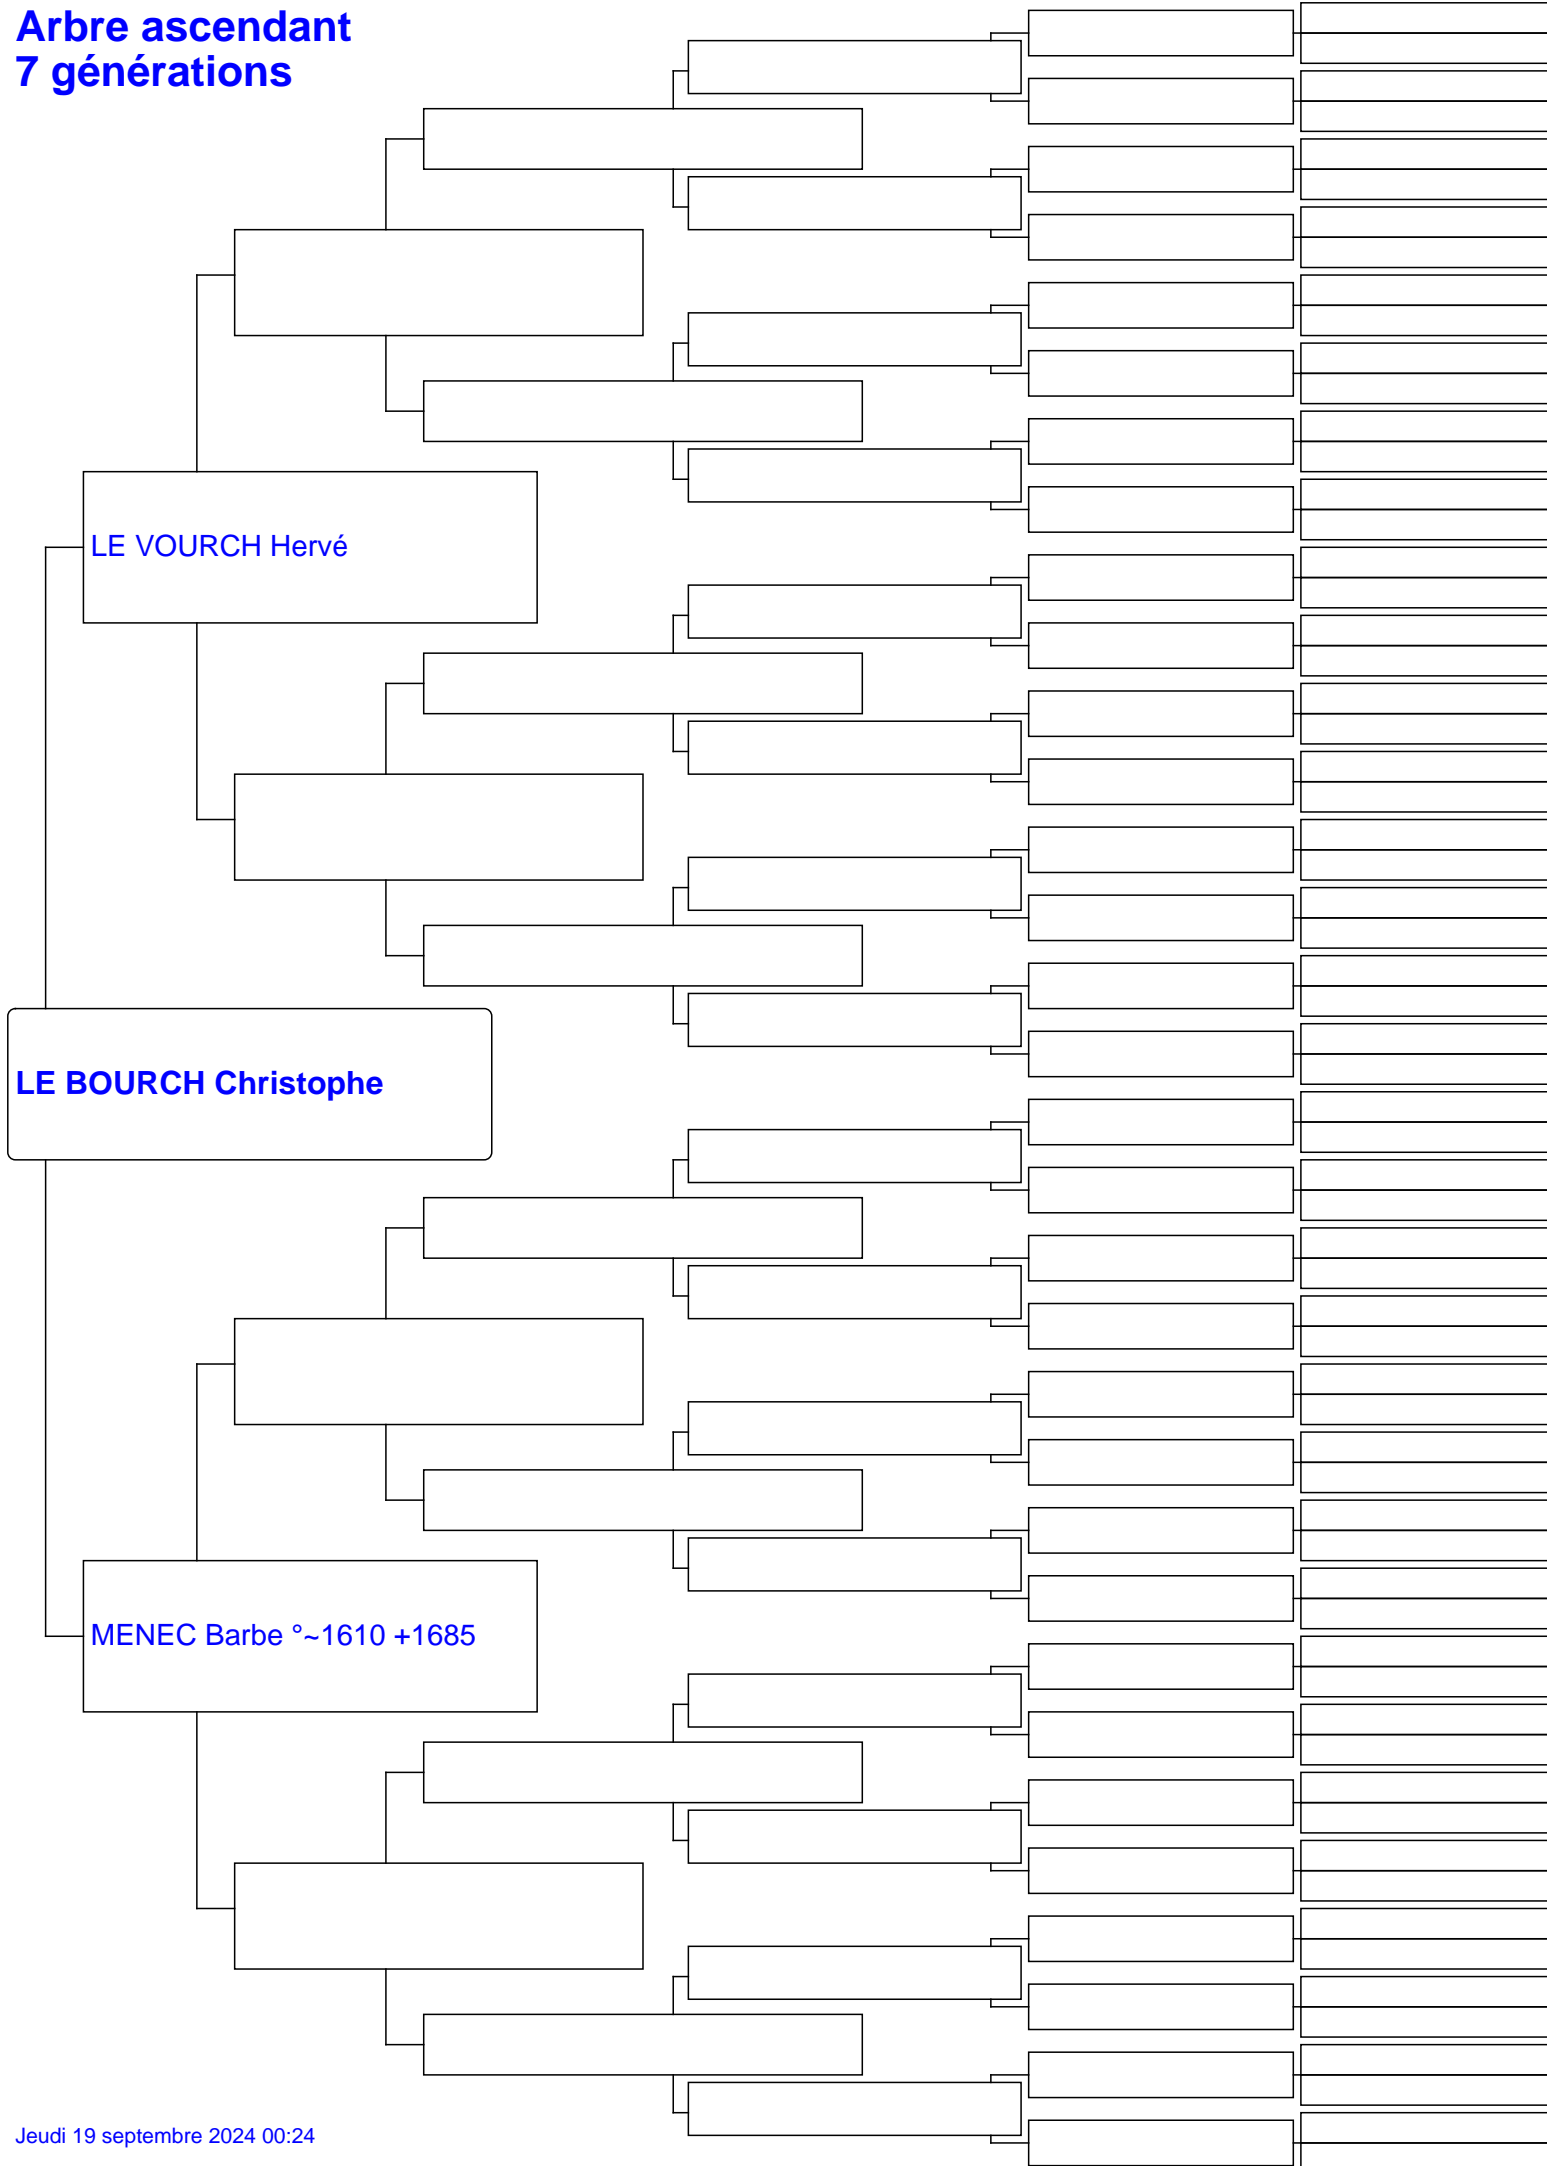 Arbre ascendant
7 générations
LE VOURCH Hervé
LE BOURCH Christophe
MENEC Barbe °~1610 +1685
Jeudi 19 septembre 2024 00:24